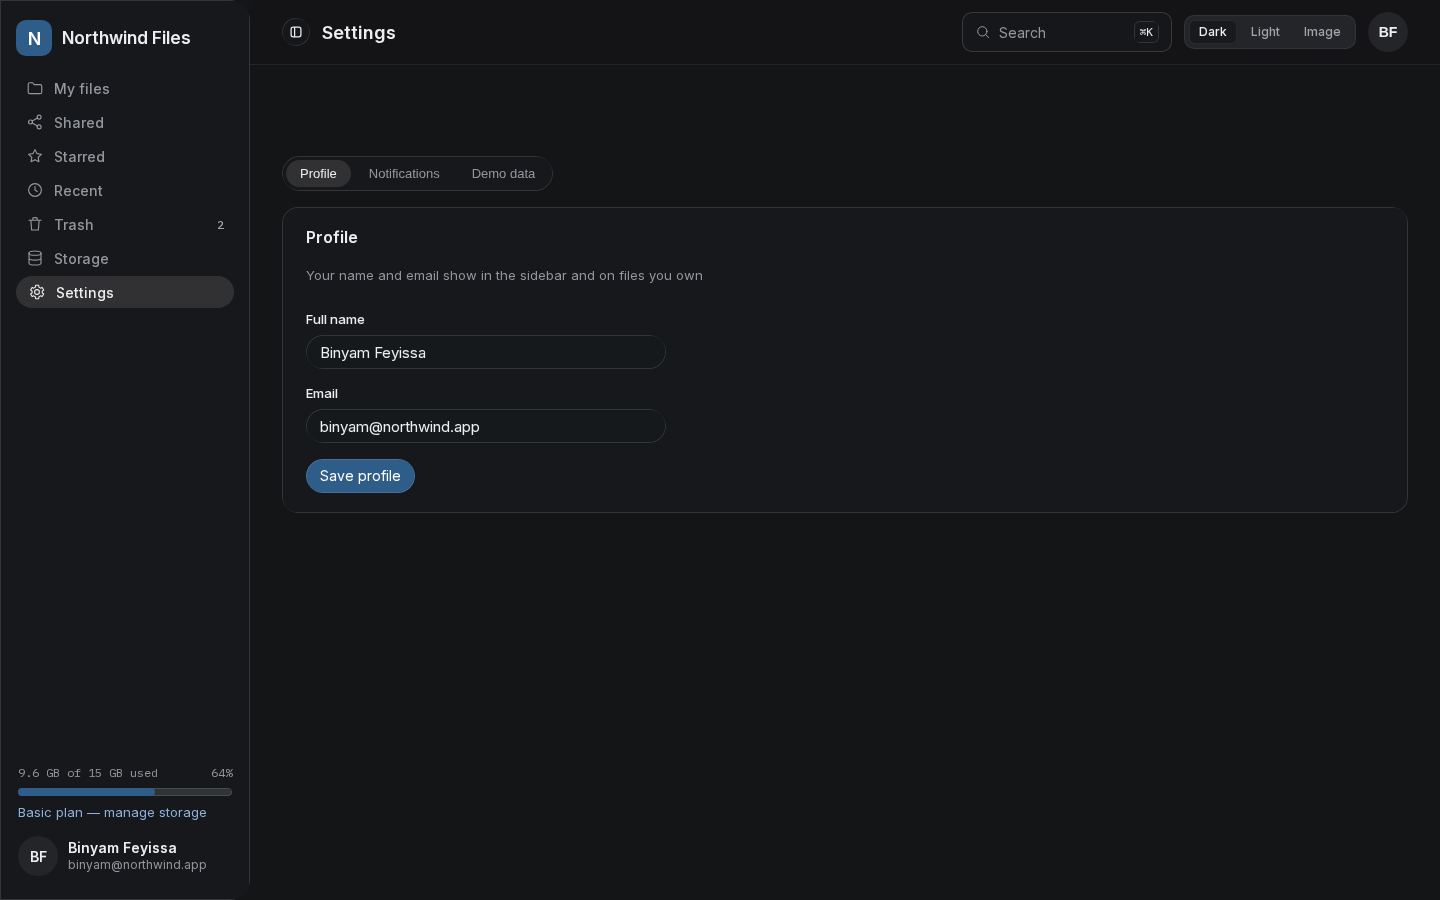 N Northwind Files
My files
Shared
Starred
Recent
Trash 2
Storage
Settings
9.6 GB of 15 GB used 64%
Basic plan — manage storage
BF
Binyam Feyissa
binyam@northwind.app
Settings
Search ⌘K
Dark Light Image
BF
Profile Notifications Demo data
Profile
Your name and email show in the sidebar and on files you own
Full name
Binyam Feyissa
Email
binyam@northwind.app
Save profile